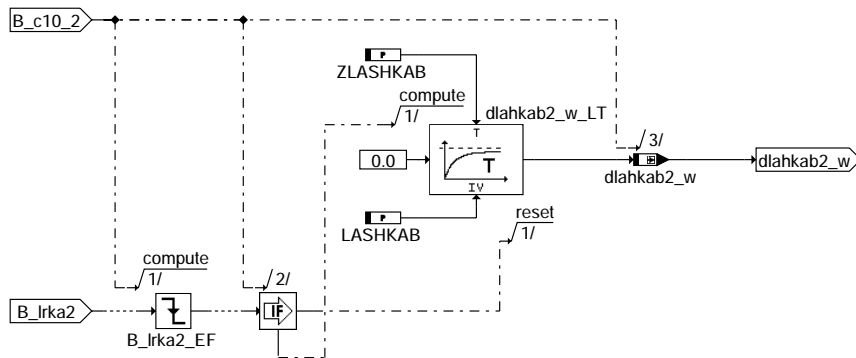 B_c10_2
P
ZLASHKAB
compute
1/
dlahkab2_w_LT
T
3/
0.0
T
dlahkab2_w
dlahkab2_w
IV
P
LASHKAB
reset
1/
compute
1/
2/
B_lrka2
IF
B_lrka2_EF